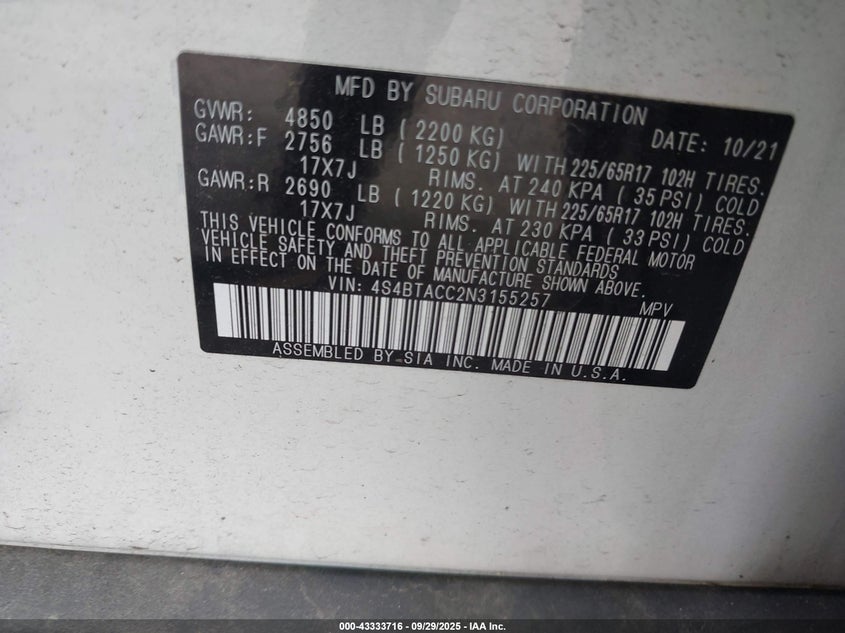 MFD BY SUBARU CORPORATION
GVWR: 4850 LB ( 2200 KG) DATE: 10/21
GAWR:F 2756 LB ( 1250 KG) WITH 225/65R17 102H TIRES.
17X7J RIMS. AT 240 KPA ( 35 PSI) COLD
GAWR:R 2690 LB ( 1220 KG) WITH 225/65R17 102H TIRES.
17X7J RIMS. AT 230 KPA ( 33 PSI) COLD
THIS VEHICLE CONFORMS TO ALL APPLICABLE FEDERAL MOTOR
VEHICLE SAFETY AND THEFT PREVENTION STANDARDS
IN EFFECT ON THE DATE OF MANUFACTURE SHOWN ABOVE.
VIN: 4S4BTACC2N3155257 MPV
ASSEMBLED BY SIA INC. MADE IN U.S.A.
000-43333716 - 09/29/2025 - IAA Inc.